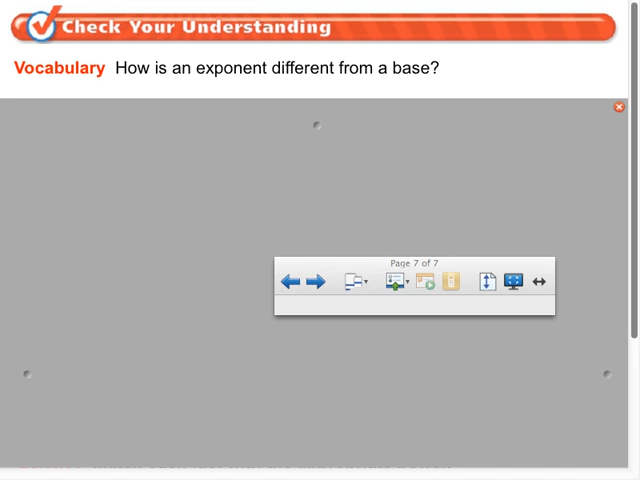 Check Your Understanding
Vocabulary How is an exponent different from a base?
Page 7 of 7